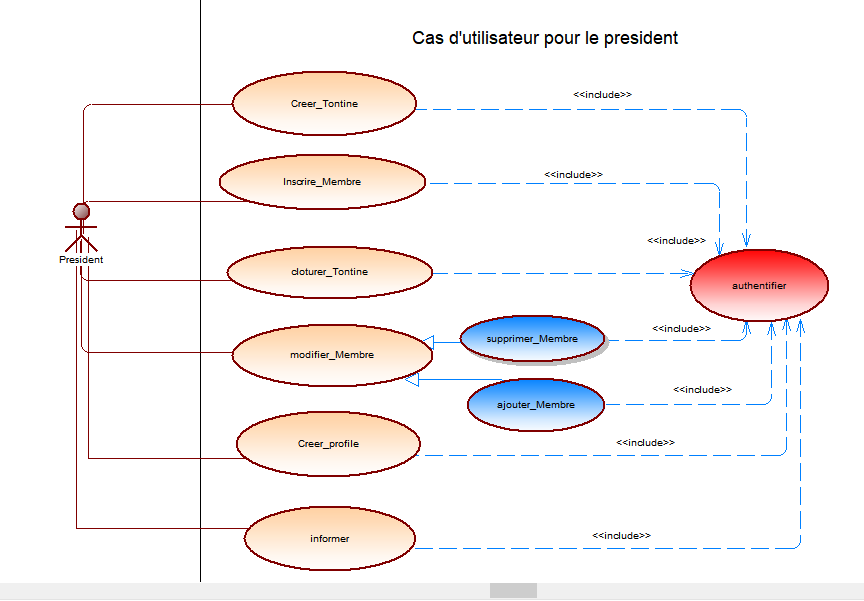 Cas d'utilisateur pour le president
<<include>>
Creer_Tontine
<<include>>
Inscrire_Membre
<<include>>
President
cloturer_Tontine
authentifier
<<include>>
supprimer_Membre
modifier_Membre
<<include>>
ajouter_Membre
<<include>>
Creer_profile
<<include>>
informer